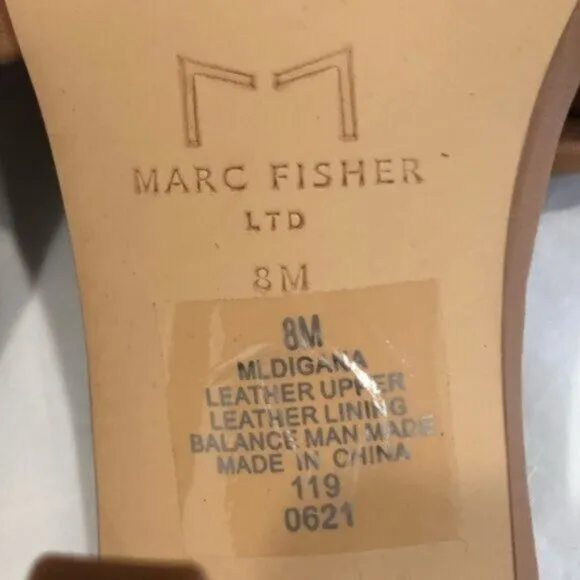 MARC FISHER
LTD
8M
8M
MLDIGANA
LEATHER UPPER
LEATHER LINING
BALANCE MAN MADE
MADE IN CHINA
119
0621